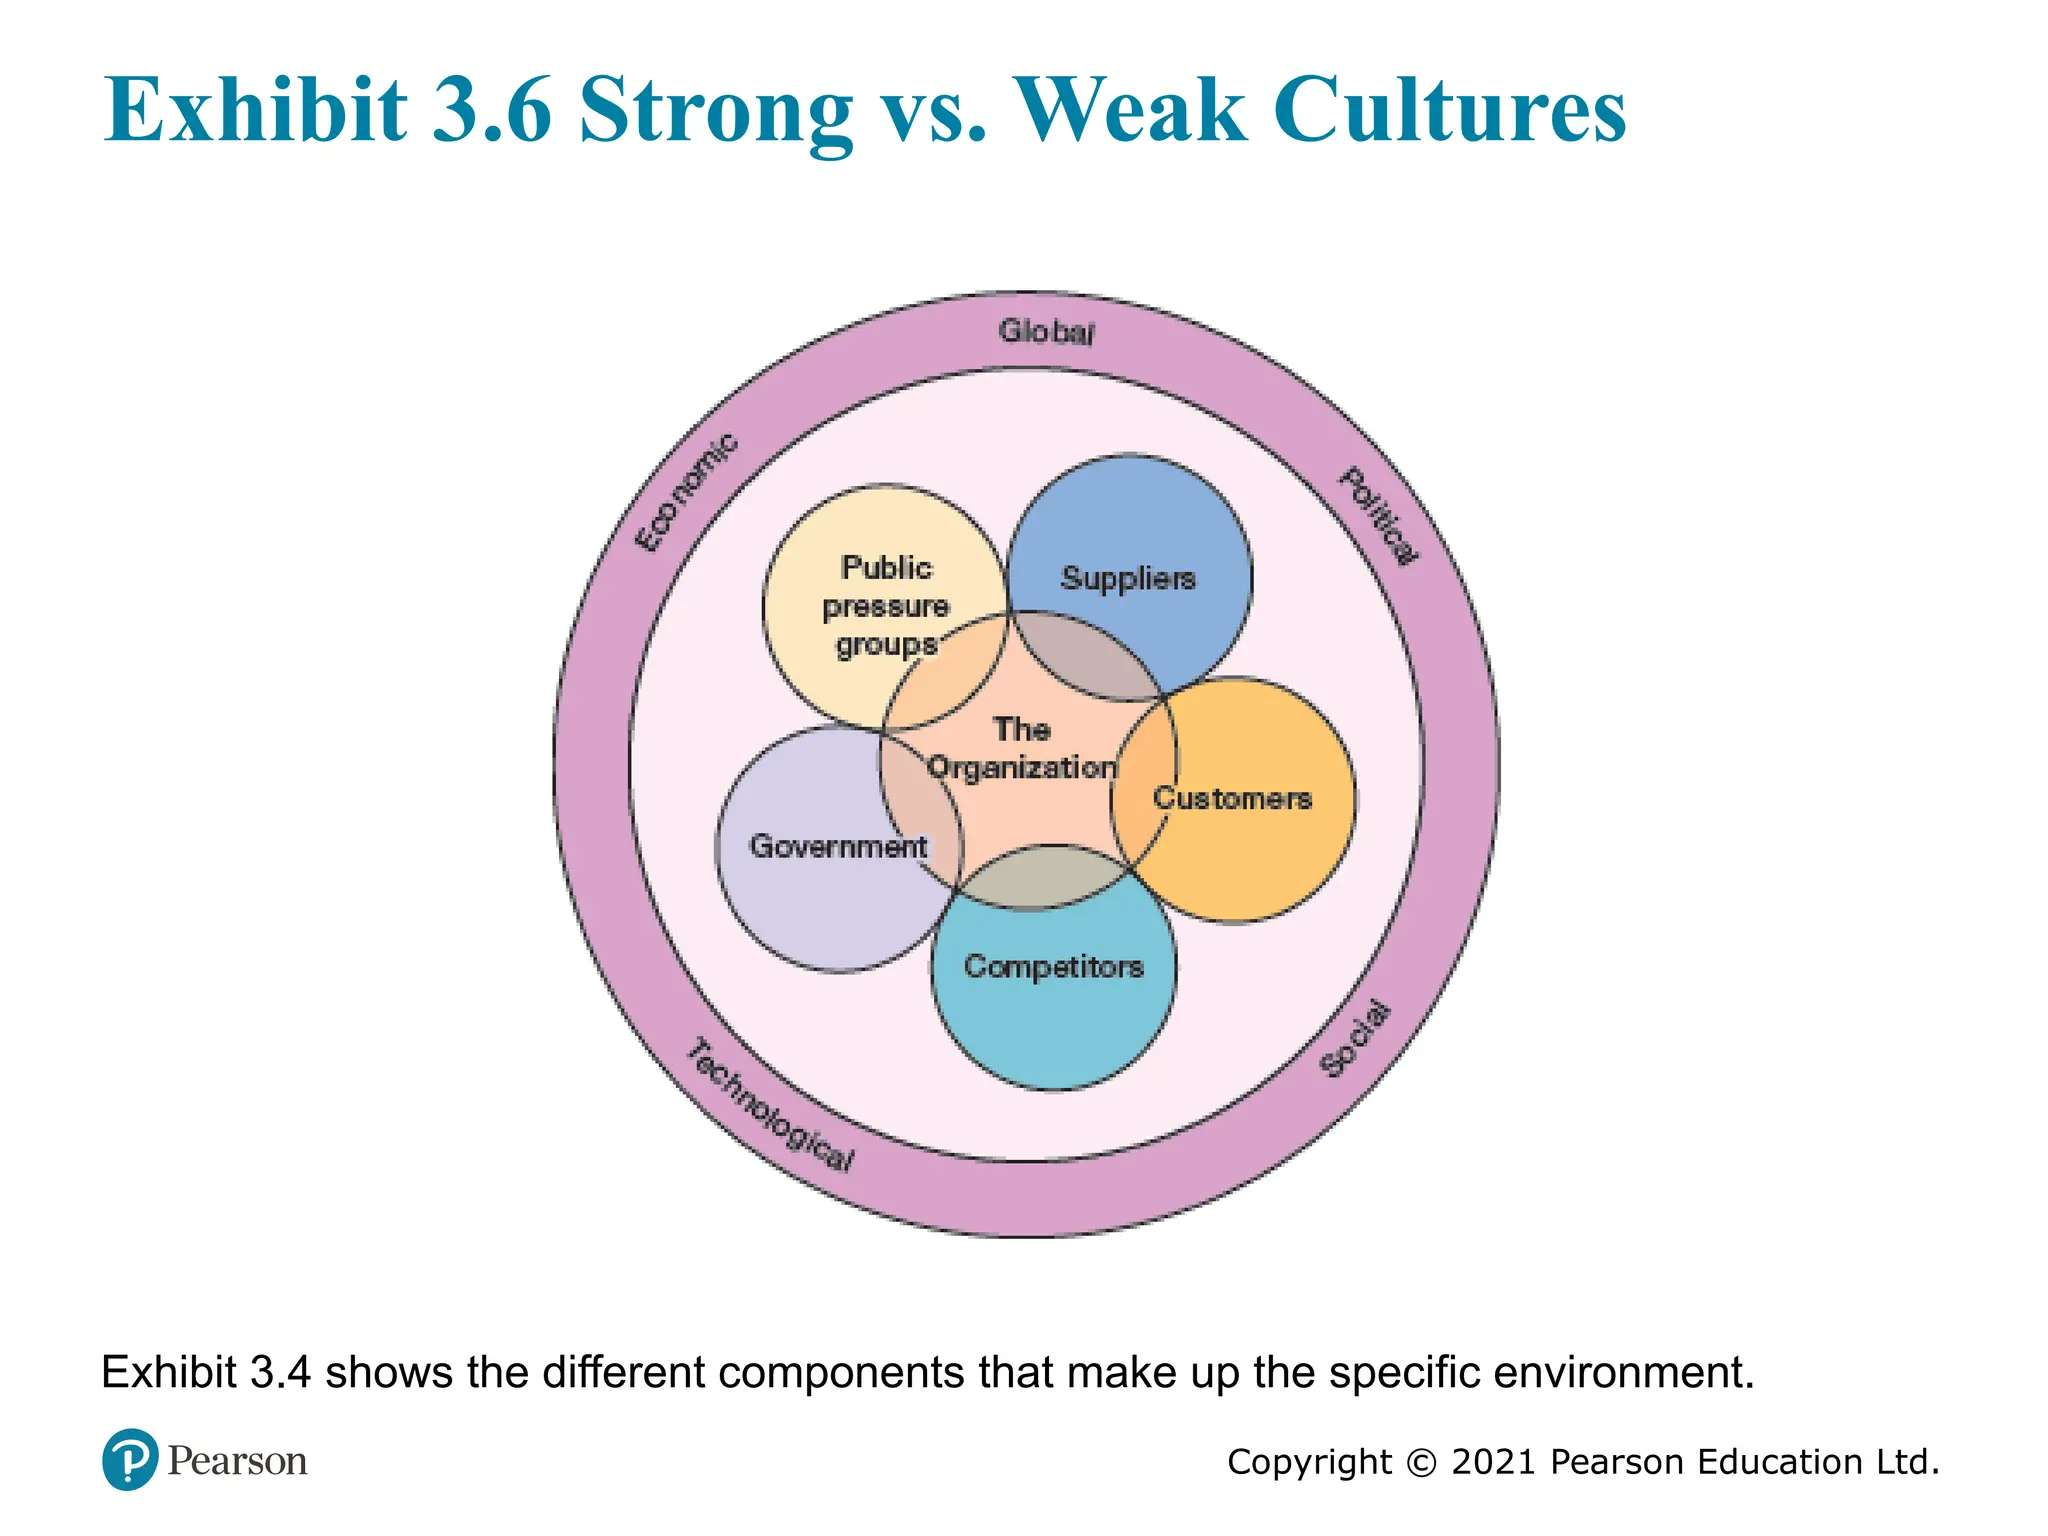 Exhibit 3.6 Strong vs. Weak Cultures
Global
Economic
Political
Public
pressure
groups
Suppliers
The
Organization
Customers
Government
Competitors
Social
Technological
Exhibit 3.4 shows the different components that make up the specific environment.
Pearson
Copyright © 2021 Pearson Education Ltd.